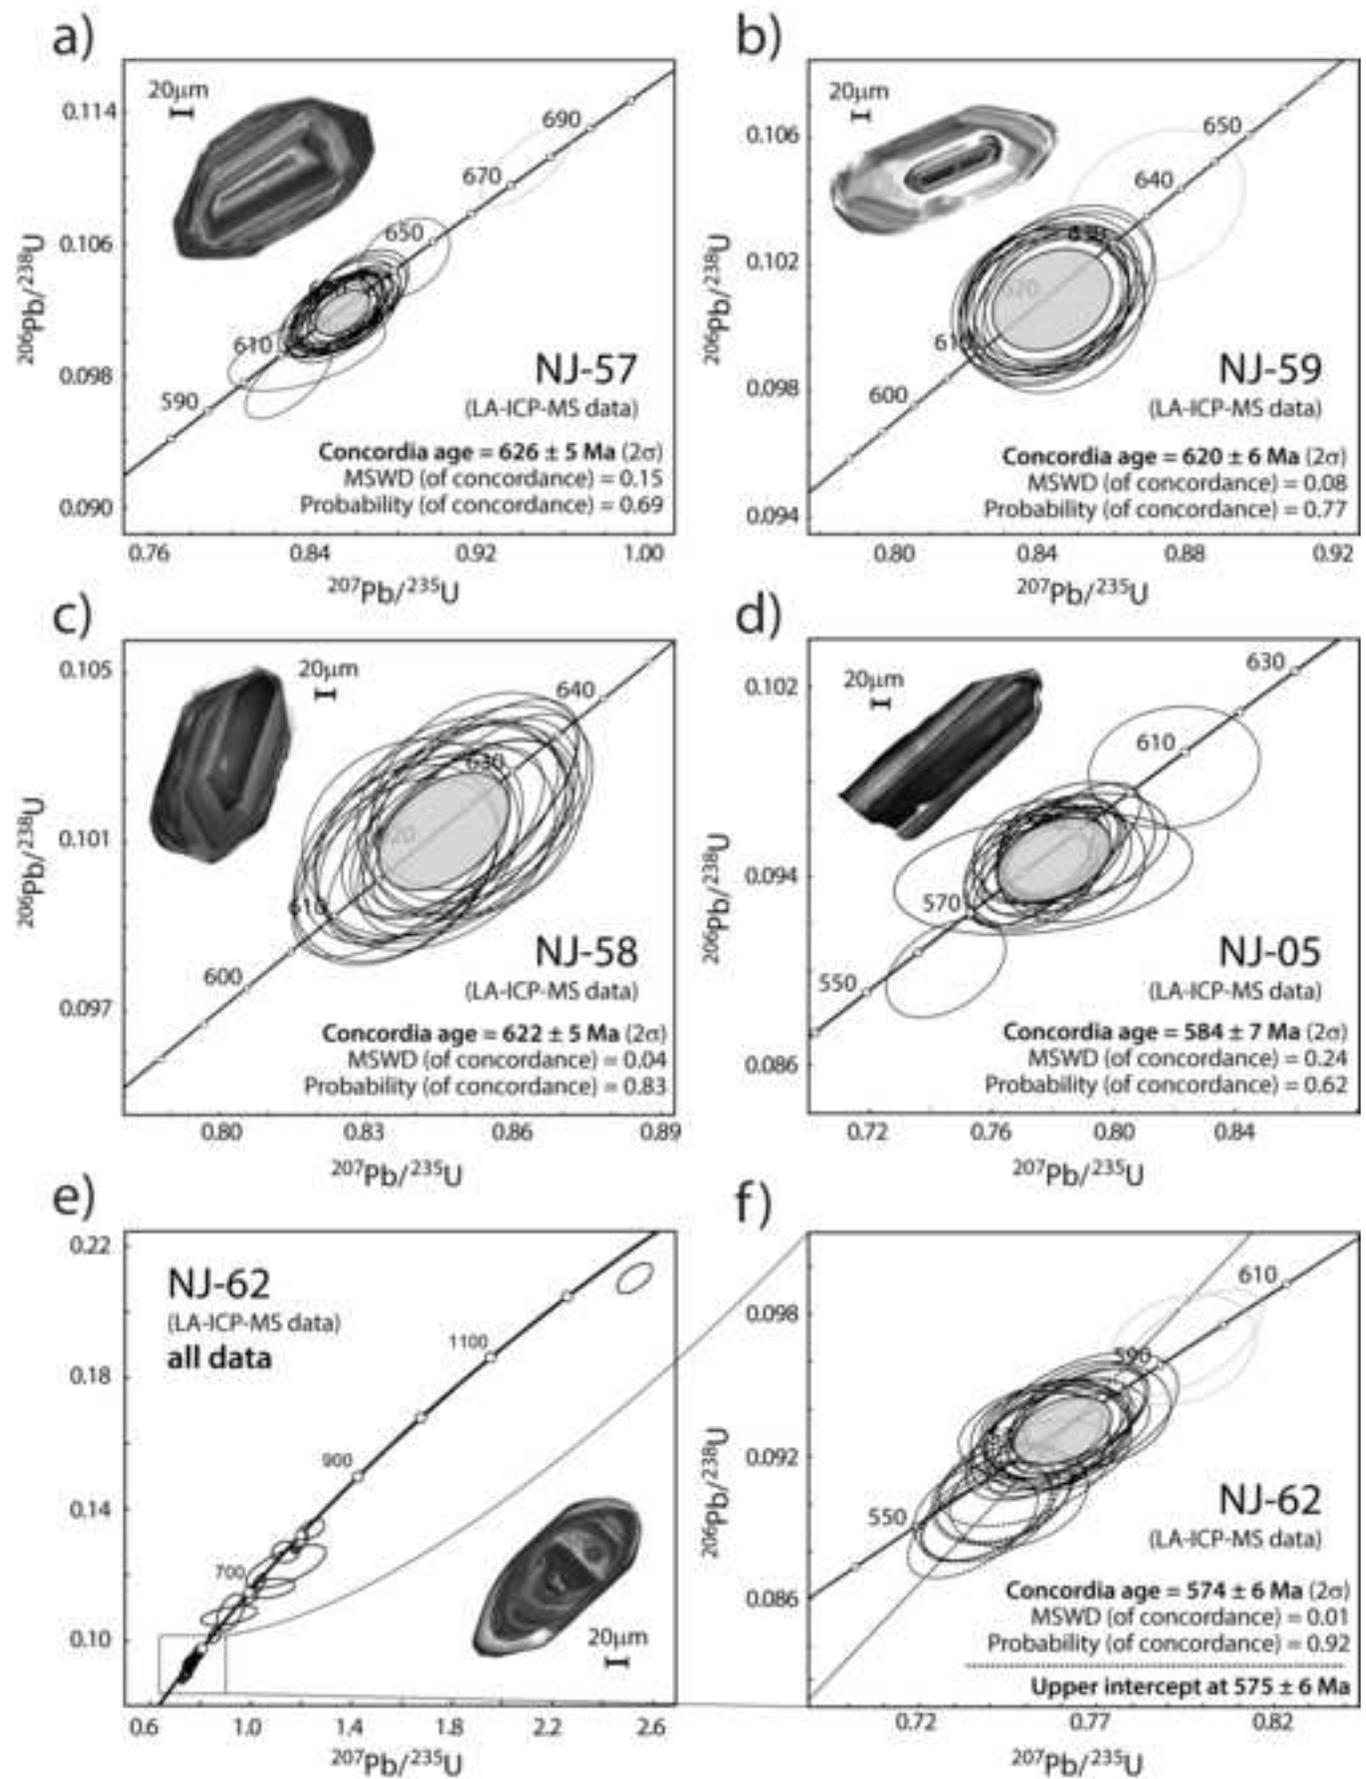 a)
20μm
0.114
0.106
0.098
0.090
690
670
650
610
590
NJ-57
(LA-ICP-MS data)
Concordia age = 626 ± 5 Ma (2σ)
MSWD (of concordance) = 0.15
Probability (of concordance) = 0.69
0.76 0.84 0.92 1.00
206Pb/238U
207Pb/235U
b)
20μm
0.106
0.102
0.098
0.094
650
640
620
600
NJ-59
(LA-ICP-MS data)
Concordia age = 620 ± 6 Ma (2σ)
MSWD (of concordance) = 0.08
Probability (of concordance) = 0.77
0.80 0.84 0.88 0.92
206Pb/238U
207Pb/235U
c)
20μm
0.105
0.101
0.097
640
630
610
600
NJ-58
(LA-ICP-MS data)
Concordia age = 622 ± 5 Ma (2σ)
MSWD (of concordance) = 0.04
Probability (of concordance) = 0.83
0.80 0.83 0.86 0.89
206Pb/238U
207Pb/235U
d)
20μm
0.102
0.094
0.086
630
610
570
550
NJ-05
(LA-ICP-MS data)
Concordia age = 584 ± 7 Ma (2σ)
MSWD (of concordance) = 0.24
Probability (of concordance) = 0.62
0.72 0.76 0.80 0.84
206Pb/238U
207Pb/235U
e)
0.22
0.18
0.14
0.10
NJ-62
(LA-ICP-MS data)
all data
1100
900
700
20μm
0.6 1.0 1.4 1.8 2.2 2.6
206Pb/238U
207Pb/235U
f)
0.098
0.092
0.086
610
590
550
NJ-62
(LA-ICP-MS data)
Concordia age = 574 ± 6 Ma (2σ)
MSWD (of concordance) = 0.01
Probability (of concordance) = 0.92
Upper intercept at 575 ± 6 Ma
0.72 0.77 0.82
206Pb/238U
207Pb/235U